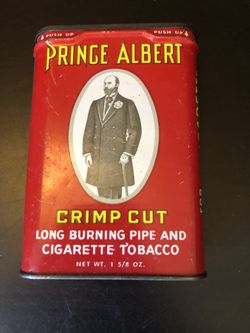 PUSH UP PUSH UP
PRINCE ALBERT
CRIMP CUT
LONG BURNING PIPE AND
CIGARETTE TOBACCO
NET WT. 1 5/8 OZ.